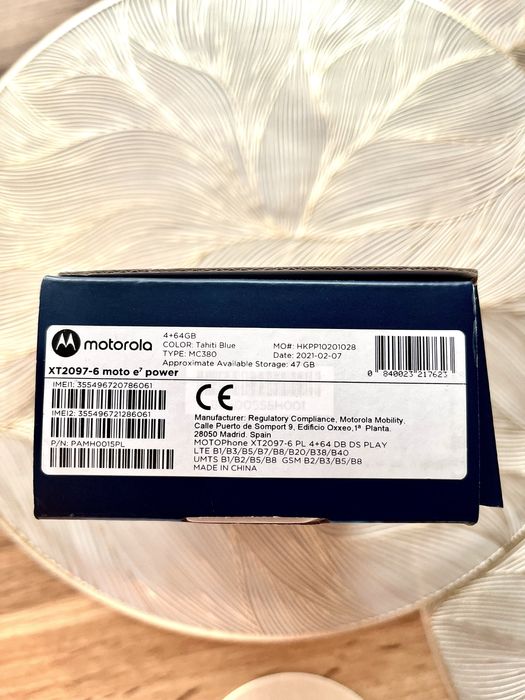 motorola
4+64GB
COLOR: Tahiti Blue
TYPE: MC380
MO#: HKPP10201028
Date: 2021-02-07
Approximate Available Storage: 47 GB
0 840023 217623
XT2097-6 moto e⁷ power
IMEI1: 355496720786061
IMEI2: 355496721286061
P/N: PAMH0015PL
CE
Manufacturer: Regulatory Compliance, Motorola Mobility.
Calle Puerto de Somport 9, Edificio Oxxeo,1ª Planta.
28050 Madrid. Spain
MOTOPhone XT2097-6 PL 4+64 DB DS PLAY
LTE B1/B3/B5/B7/B8/B20/B38/B40
UMTS B1/B2/B5/B8 GSM B2/B3/B5/B8
MADE IN CHINA